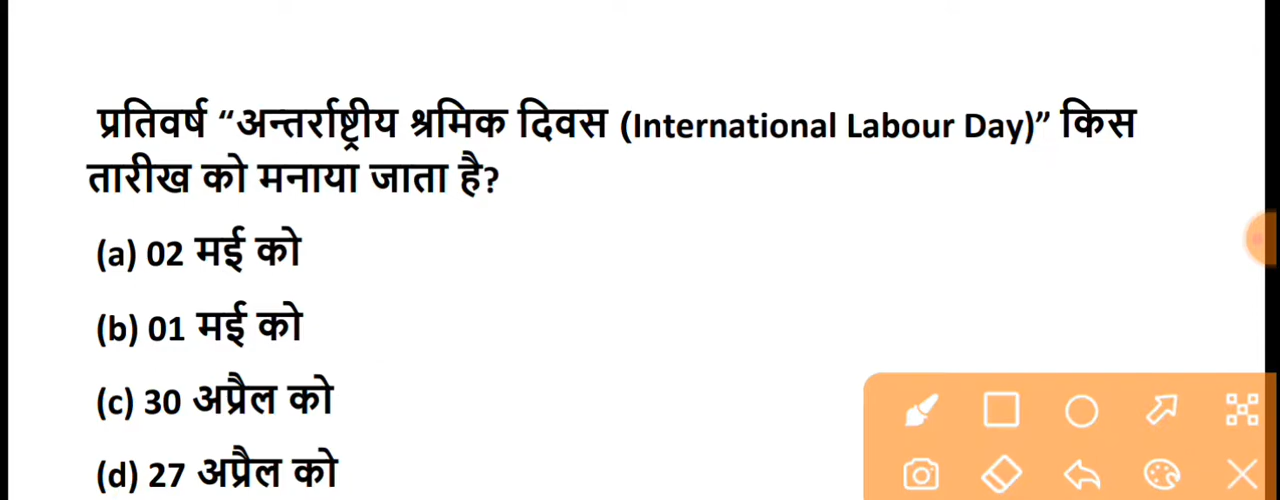 प्रतिवर्ष “अन्तर्राष्ट्रीय श्रमिक दिवस (International Labour Day)” किस
तारीख को मनाया जाता है?
(a) 02 मई को
(b) 01 मई को
(c) 30 अप्रैल को
(d) 27 अप्रैल को